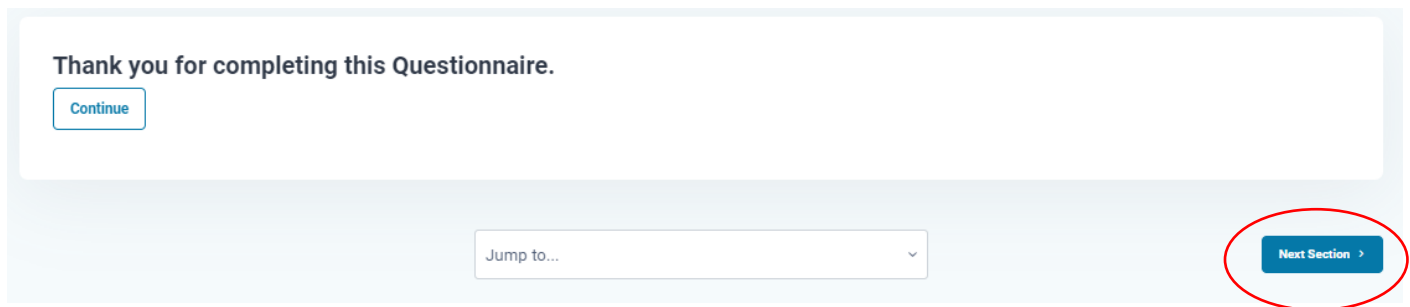 Thank you for completing this Questionnaire.
Continue
Jump to...
Next Section